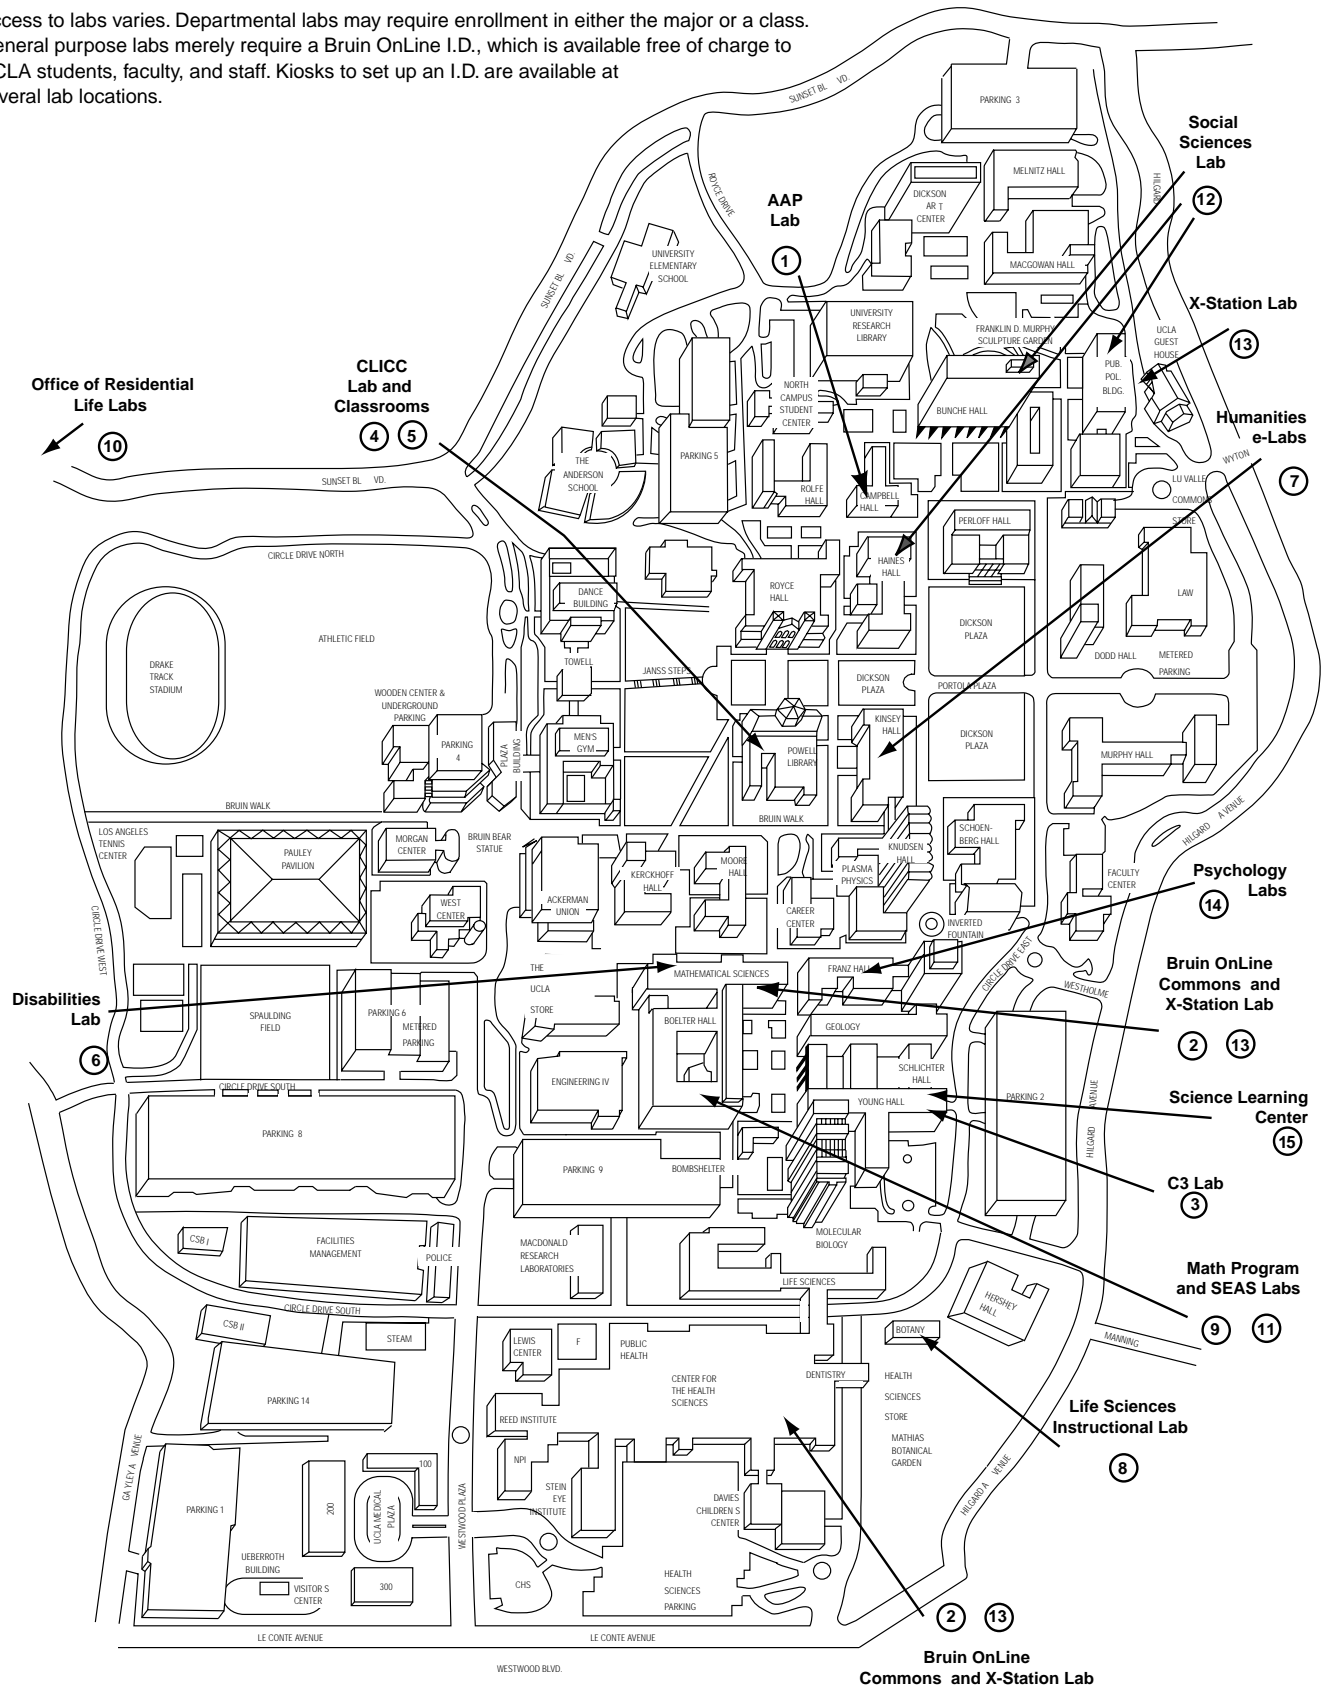 ccess to labs varies. Departmental labs may require enrollment in either the major or a class.
eneral purpose labs merely require a Bruin OnLine I.D., which is available free of charge to
CLA students, faculty, and staff. Kiosks to set up an I.D. are available at
veral lab locations.
SUNSET BL VD.
PARKING 3
Social
Sciences
Lab
12
MELNITZ HALL
HILGARD
ROYCE DRIVE
AAP
Lab
1
DICKSON
AR T
CENTER
UNIVERSITY
ELEMENTARY
SCHOOL
MACGOWAN HALL
SUNSET BL VD.
X-Station Lab
13
UNIVERSITY
RESEARCH
LIBRARY
FRANKLIN D. MURPHY
SCULPTURE GARDEN
UCLA
GUEST
HOUSE
PUB.
POL.
BLDG.
CLICC
Lab and
Classrooms
4 5
Office of Residential
Life Labs
10
NORTH
CAMPUS
STUDENT
CENTER
BUNCHE HALL
Humanities
e-Labs
7
WYTON
PARKING 5
THE
ANDERSON
SCHOOL
SUNSET BL VD.
ROLFE
HALL
CAMPBELL
HALL
LU VALLE
COMMONS
STORE
PERLOFF HALL
CIRCLE DRIVE NORTH
HAINES
HALL
DANCE
BUILDING
ROYCE
HALL
LAW
DICKSON
PLAZA
ATHLETIC FIELD
DRAKE
TRACK
STADIUM
TOWELL
JANSS STEPS
DODD HALL
METERED
PARKING
DICKSON
PLAZA
PORTOLA PLAZA
WOODEN CENTER &
UNDERGROUND
PARKING
PARKING
4
PLAZA
BUILDING
MEN'S
GYM
POWELL
LIBRARY
KINSEY
HALL
DICKSON
PLAZA
MURPHY HALL
BRUIN WALK
BRUIN WALK
HILGARD A VENUE
LOS ANGELES
TENNIS
CENTER
PAULEY
PAVILION
MORGAN
CENTER
BRUIN BEAR
STATUE
KERCKHOFF
HALL
MOORE
HALL
PLASMA
PHYSICS
KNUDSEN
HALL
SCHOEN-
BERG HALL
FACULTY
CENTER
Psychology
Labs
14
WEST
CENTER
ACKERMAN
UNION
CAREER
CENTER
INVERTED
FOUNTAIN
CIRCLE DRIVE WEST
CIRCLE DRIVE EAST
THE
UCLA
STORE
MATHEMATICAL SCIENCES
FRANZ HALL
WESTHOLME
Bruin OnLine
Commons and
X-Station Lab
2 13
Disabilities
Lab
6
SPAULDING
FIELD
PARKING 6
METERED
PARKING
BOELTER HALL
GEOLOGY
ENGINEERING IV
SCHLICHTER
HALL
YOUNG HALL
PARKING 2
HILGARD AVENUE
Science Learning
Center
15
CIRCLE DRIVE SOUTH
PARKING 8
PARKING 9
BOMBSHELTER
C3 Lab
3
CSB I
FACILITIES
MANAGEMENT
POLICE
MACDONALD
RESEARCH
LABORATORIES
MOLECULAR
BIOLOGY
LIFE SCIENCES
Math Program
and SEAS Labs
9 11
HERSHEY
HALL
CIRCLE DRIVE SOUTH
CSB II
STEAM
LEWIS
CENTER
F
PUBLIC
HEALTH
BOTANY
MANNING
CENTER FOR
THE HEALTH
SCIENCES
DENTISTRY
HEALTH
SCIENCES
STORE
MATHIAS
BOTANICAL
GARDEN
Life Sciences
Instructional Lab
8
PARKING 14
REED INSTITUTE
NPI
STEIN
EYE
INSTITUTE
GA YLEY A VENUE
PARKING 1
200
100
UCLA MEDICAL
PLAZA
WESTWOOD PLAZA
DAVIES
CHILDREN S
CENTER
HILGARD A VENUE
UEBERROTH
BUILDING
VISITOR S
CENTER
300
CHS
HEALTH
SCIENCES
PARKING
2 13
Bruin OnLine
Commons and X-Station Lab
LE CONTE AVENUE
LE CONTE AVENUE
WESTWOOD BLVD.